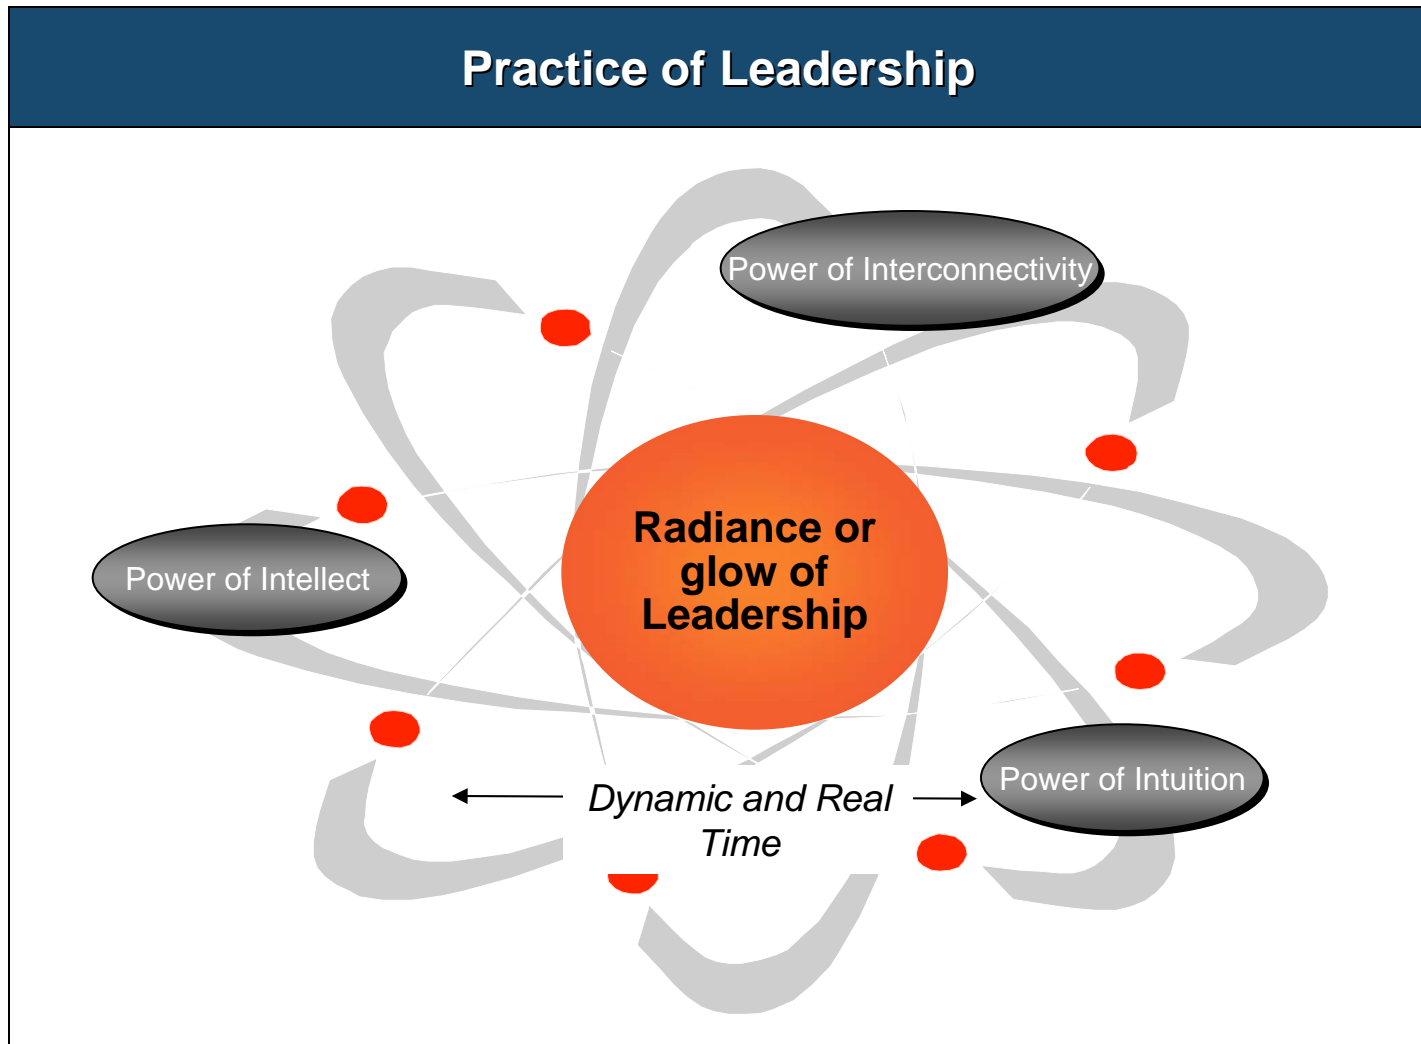 Practice of Leadership
Power of Interconnectivity
Radiance or
glow of
Leadership
Power of Intellect
Power of Intuition
Dynamic and Real
Time